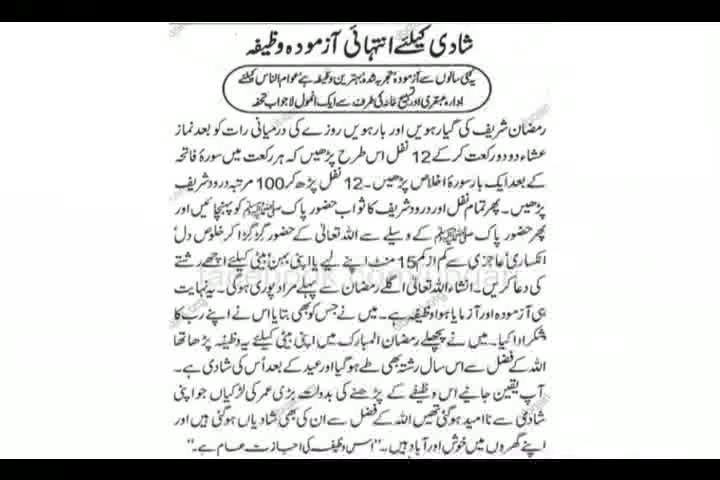 شادی کیلئے انتہائی آزمودہ وظیفہ
کئی سالوں سے آزمودہ تجربہ شدہ بہترین وظیفہ ہے عوام الناس کیلئے
ادارہ عبقری اور تسبیح خانہ کی طرف سے ایک انمول لاجواب تحفہ
رمضان شریف کی گیارہویں اور بارہویں روزے کی درمیانی رات کو بعد نماز
عشاء دو دو رکعت کرکے 12 نفل اس طرح پڑھیں کہ ہر رکعت میں سورۃ فاتحہ
کے بعد ایک بار سورۃ اخلاص پڑھیں۔ 12 نفل پڑھ کر 100 مرتبہ درود شریف
پڑھیں۔ پھر تمام نفل اور درود شریف کا ثواب حضور پاک ﷺ کو پہنچائیں اور
پھر حضور پاک ﷺ کے وسیلے سے اللہ تعالیٰ کے حضور گڑگڑا کر خلوص دل
انکساری عاجزی سے کم از کم 15 منٹ اپنے لیے یا اپنی بہن بیٹی کیلئے اچھے رشتے
کی دعا کریں۔ انشاء اللہ تعالیٰ اگلے رمضان سے پہلے مراد پوری ہوگی۔ یہ نہایت
ہی آزمودہ اور آزمایا ہوا وظیفہ ہے۔ میں نے جس کو بھی بتایا اس نے اپنے رب کا
شکر ادا کیا۔ میں نے پچھلے رمضان المبارک میں اپنی بیٹی کیلئے یہ وظیفہ پڑھا تھا
اللہ کے فضل سے اس سال رشتہ بھی طے ہوگیا اور عید کے بعد اُس کی شادی ہے۔
آپ یقین جانیے اس وظیفے کے پڑھنے کی بدولت بڑی عمر کی لڑکیاں جو اپنی
شادی سے ناامید ہوگئی تھیں اللہ کے فضل سے ان کی بھی شادیاں ہوگئی ہیں اور
اپنے گھروں میں خوش اور آباد ہیں۔۔ "اس وظیفہ کی اجازت عام ہے۔"